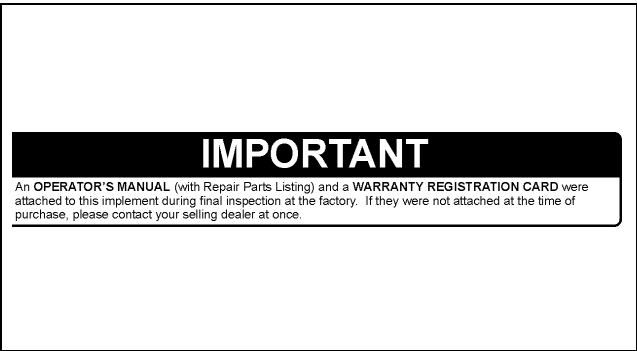 IMPORTANT
An OPERATOR'S MANUAL (with Repair Parts Listing) and a WARRANTY REGISTRATION CARD were
attached to this implement during final inspection at the factory.  If they were not attached at the time of
purchase, please contact your selling dealer at once.